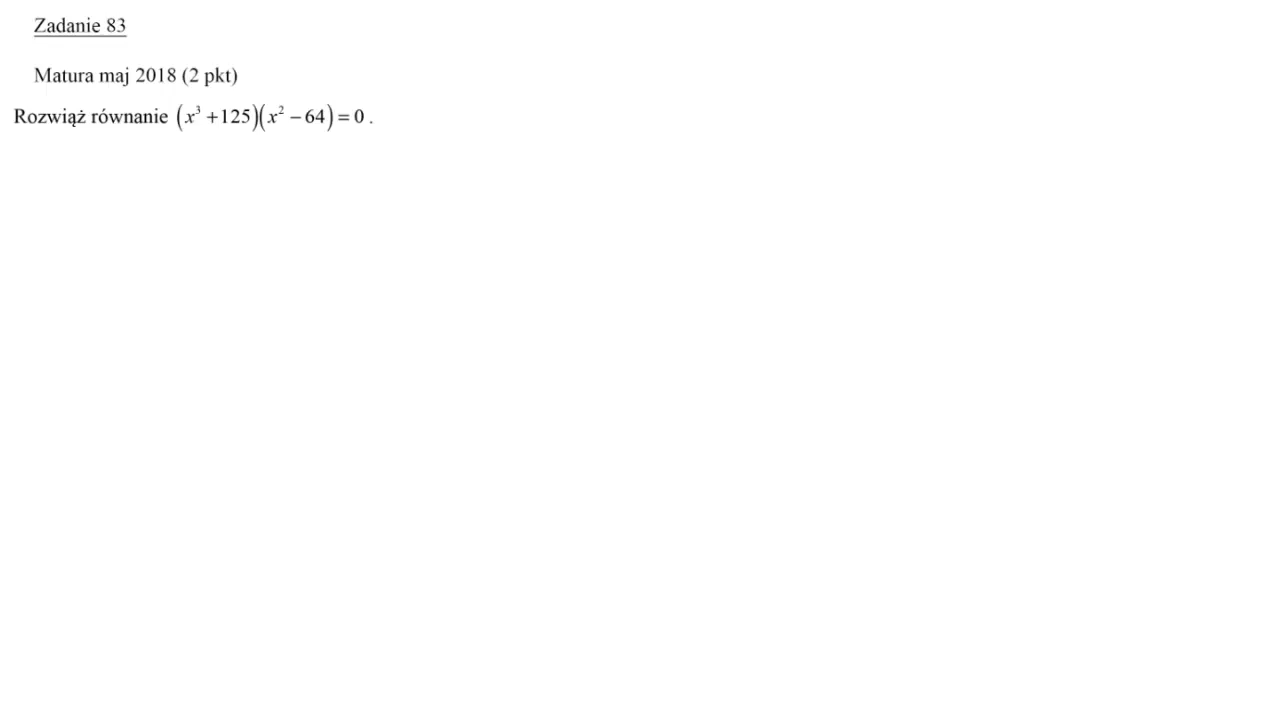 Zadanie 83
Matura maj 2018 (2 pkt)
Rozwiąż równanie (x³ +125)(x² – 64) = 0 .